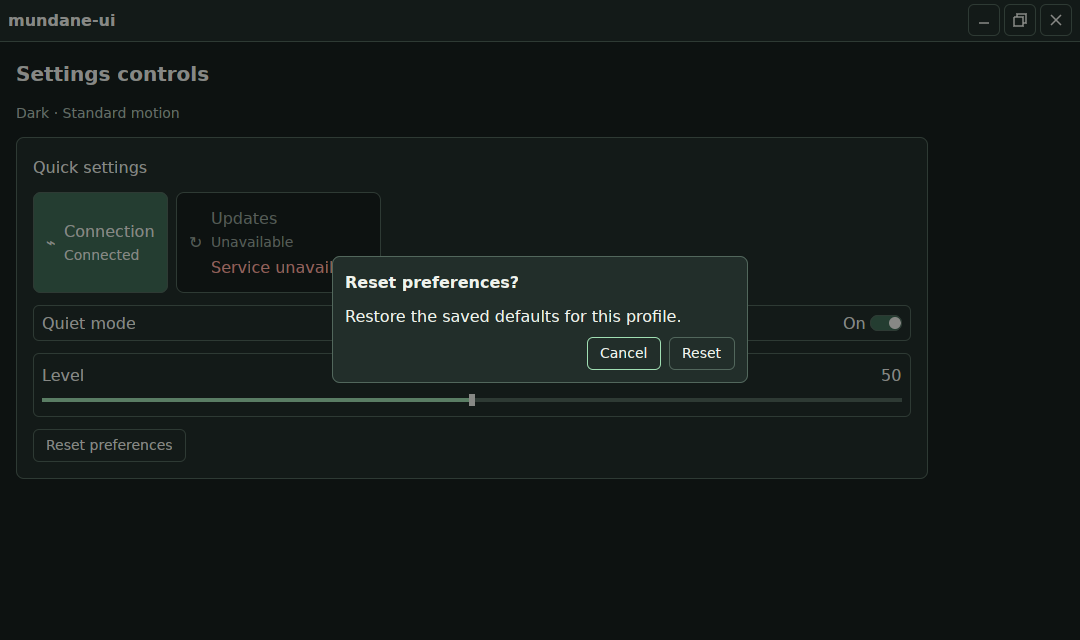 mundane-ui
Settings controls
Dark · Standard motion
Quick settings
Connection
Connected
Updates
Unavailable
Service
Reset preferences?
Restore the saved defaults for this profile.
Cancel Reset
Quiet mode On
Level 50
Reset preferences